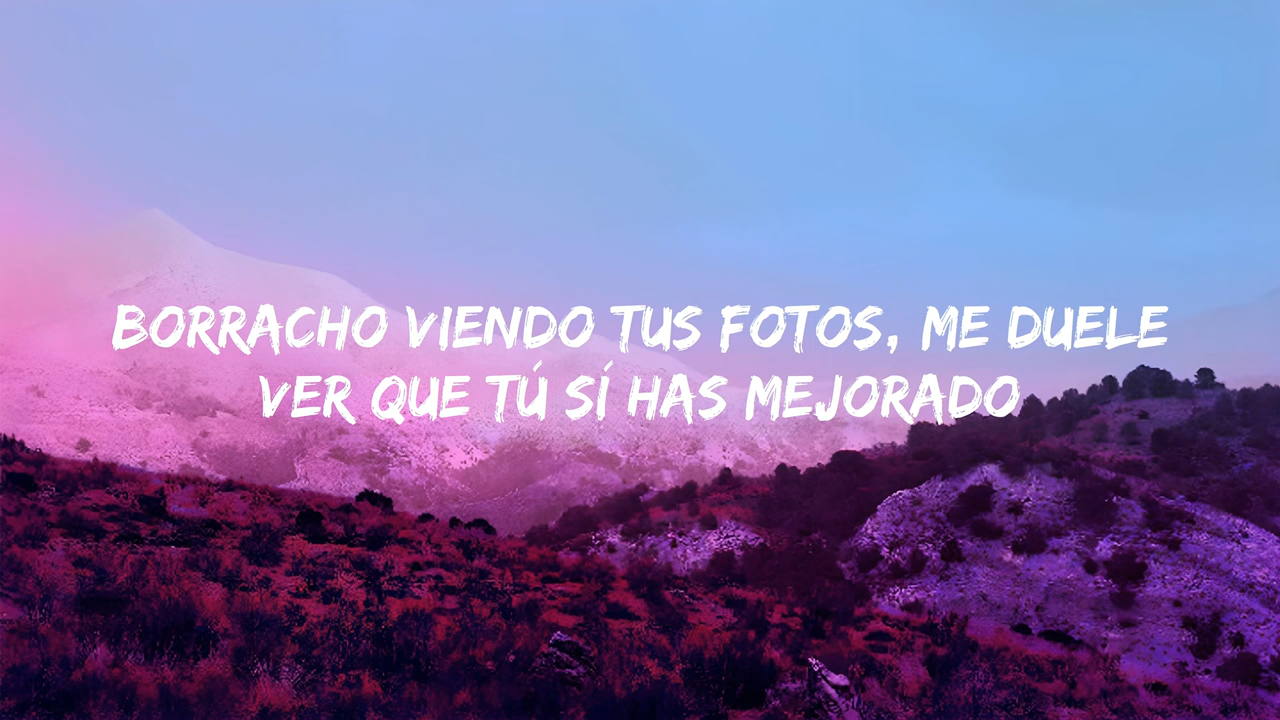 BORRACHO VIENDO TUS FOTOS, ME DUELE
VER QUE TÚ SÍ HAS MEJORADO